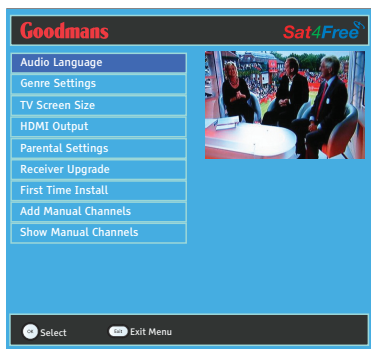 Goodmans
Sat4Free
Audio Language
Genre Settings
TV Screen Size
HDMI Output
Parental Settings
Receiver Upgrade
First Time Install
Add Manual Channels
Show Manual Channels
OK Select
Exit Exit Menu